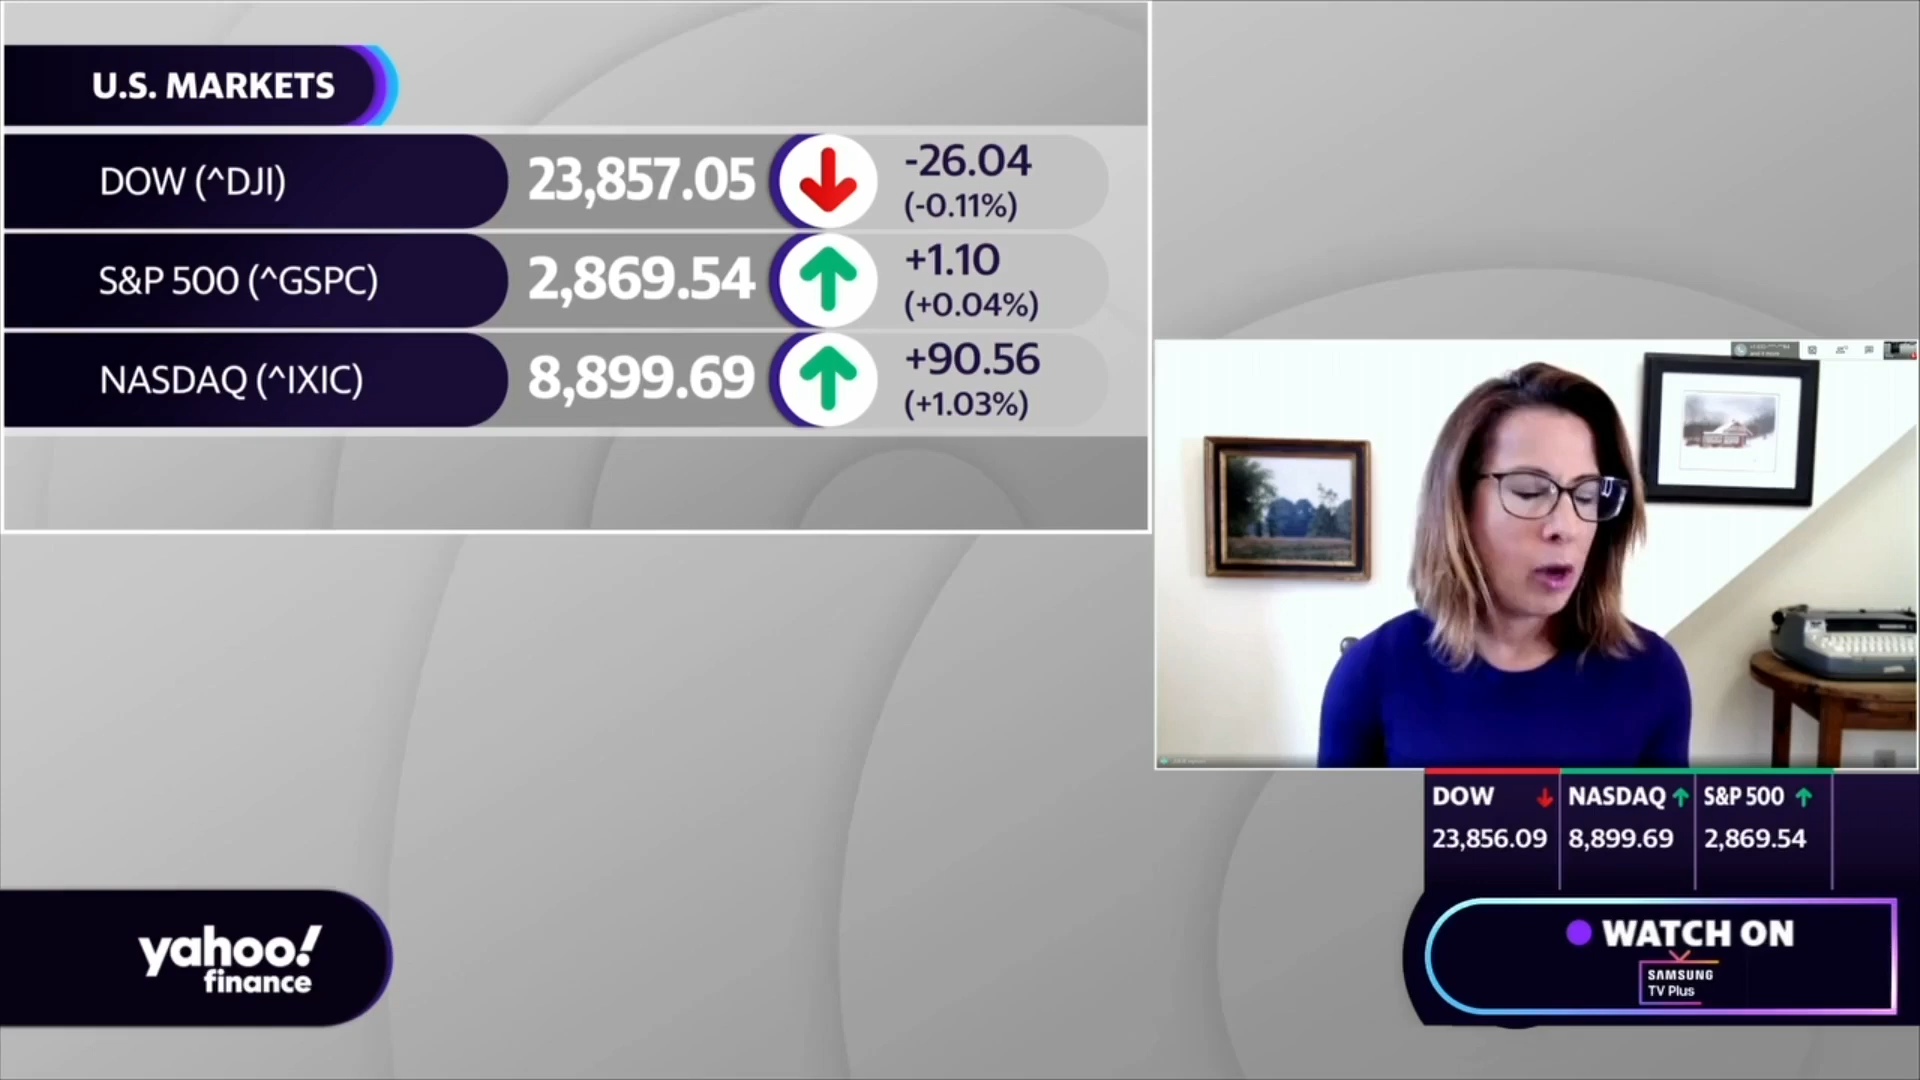 U.S. MARKETS
DOW (^DJI) 23,857.05 -26.04
(-0.11%)
S&P 500 (^GSPC) 2,869.54 +1.10
(+0.04%)
NASDAQ (^IXIC) 8,899.69 +90.56
(+1.03%)
DOW NASDAQ S&P 500
23,856.09 8,899.69 2,869.54
yahoo!
finance
WATCH ON
SAMSUNG
TV Plus